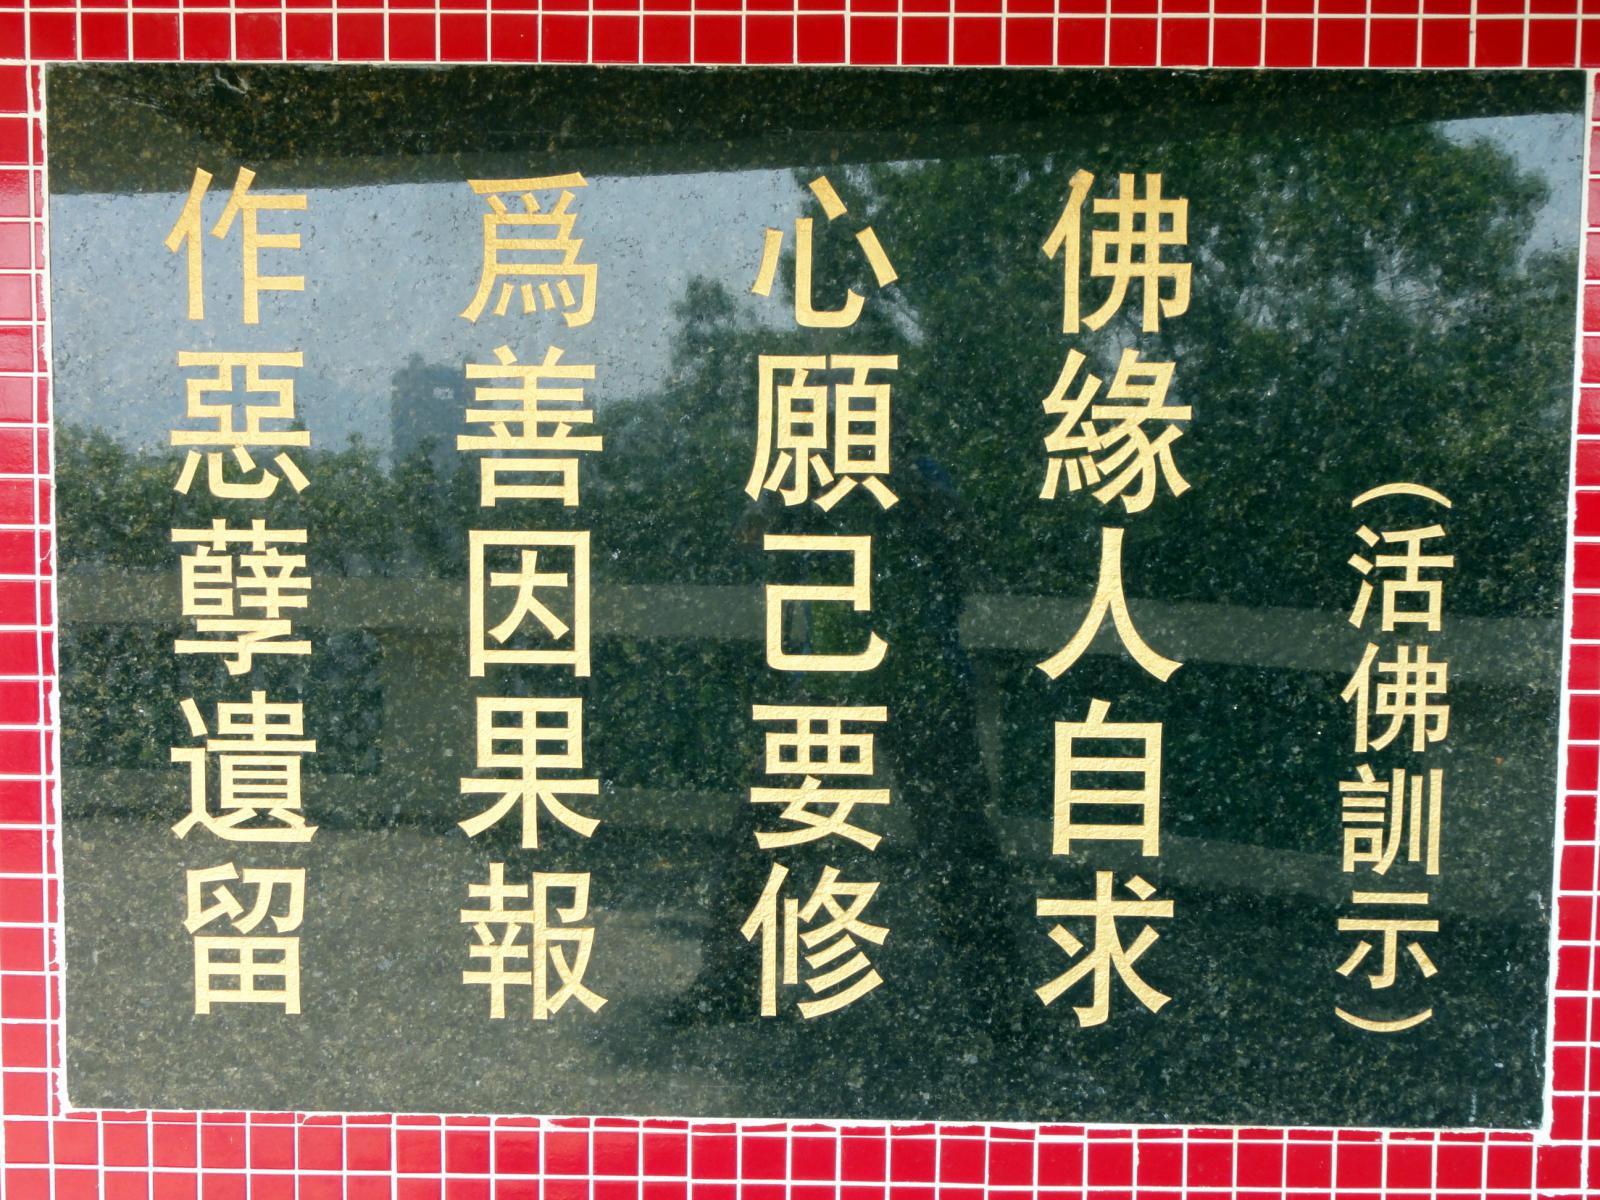 （活佛訓示）
佛緣人自求
心願己要修
爲善因果報
作惡孽遺留